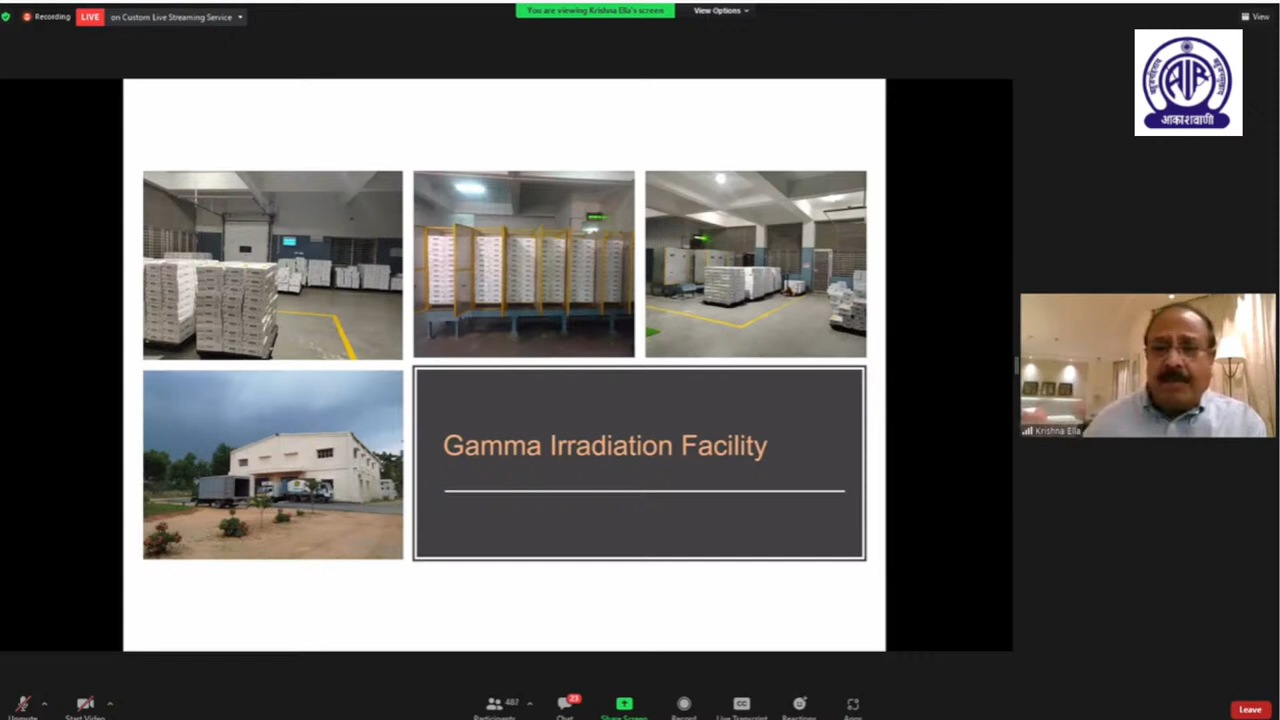 Recording
LIVE
on Custom Live Streaming Service
You are viewing Krishna Ella's screen
View Options
View
AIR
आकाशवाणी
Gamma Irradiation Facility
Krishna Ella
Unmute
Start Video
487
Participants
23
Chat
Share Screen
Record
CC
Live Transcript
Reactions
Apps
Leave